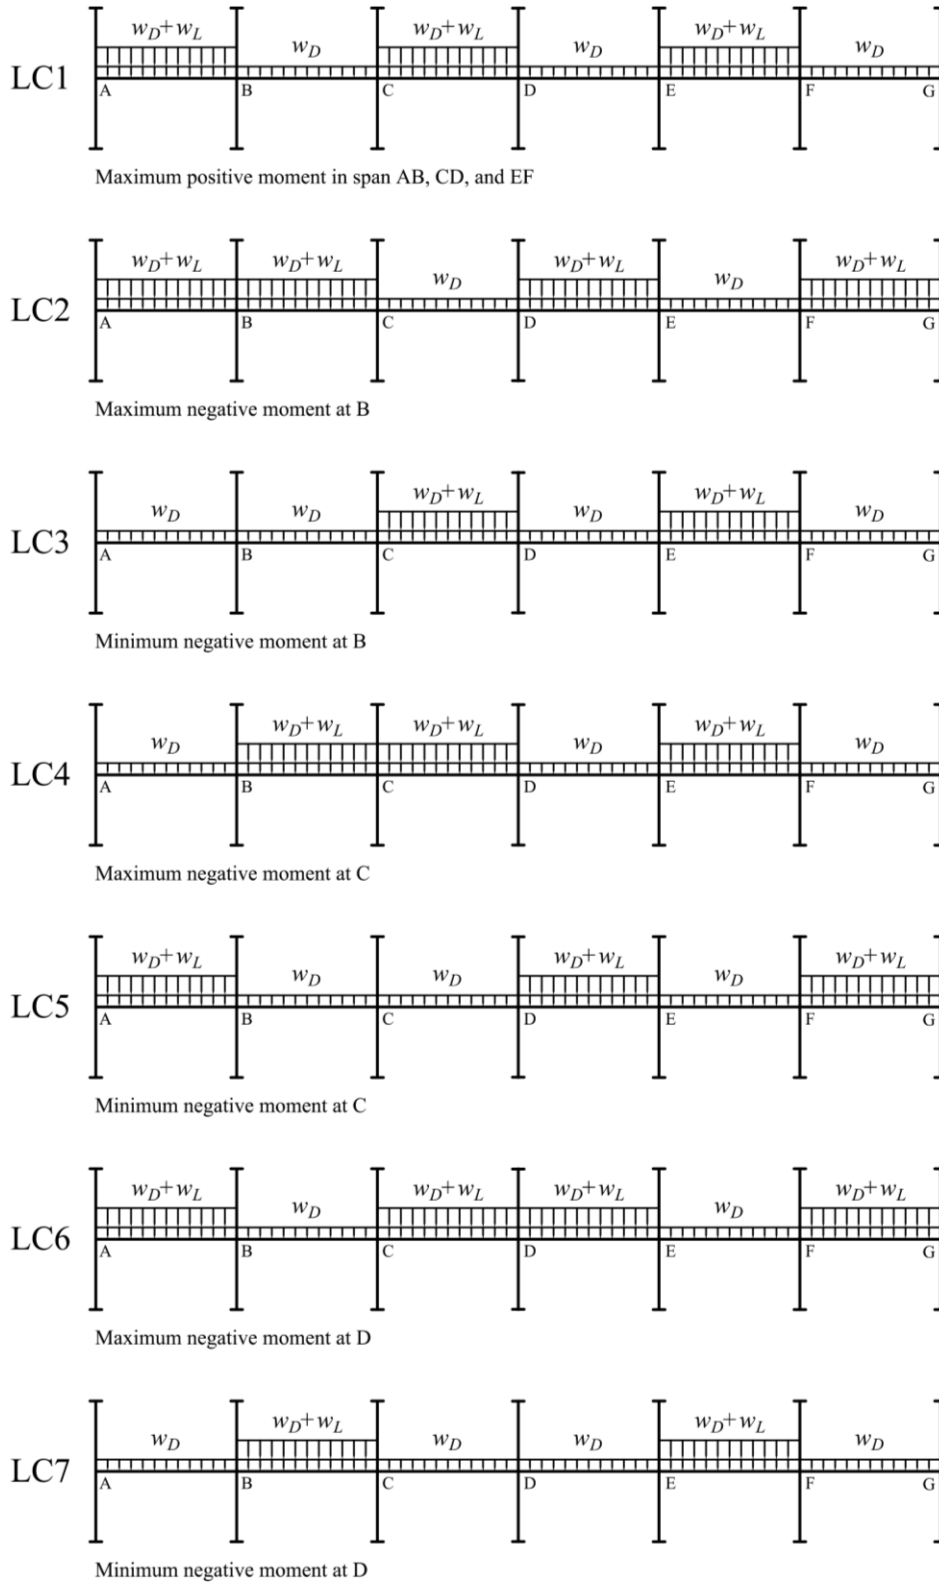 w_D+w_L w_D w_D+w_L w_D w_D+w_L w_D
LC1
A B C D E F G
Maximum positive moment in span AB, CD, and EF
w_D+w_L w_D+w_L w_D w_D+w_L w_D w_D+w_L
LC2
A B C D E F G
Maximum negative moment at B
w_D w_D w_D+w_L w_D w_D+w_L w_D
LC3
A B C D E F G
Minimum negative moment at B
w_D w_D+w_L w_D+w_L w_D w_D+w_L w_D
LC4
A B C D E F G
Maximum negative moment at C
w_D+w_L w_D w_D w_D+w_L w_D w_D+w_L
LC5
A B C D E F G
Minimum negative moment at C
w_D+w_L w_D w_D+w_L w_D+w_L w_D w_D+w_L
LC6
A B C D E F G
Maximum negative moment at D
w_D w_D+w_L w_D w_D w_D+w_L w_D
LC7
A B C D E F G
Minimum negative moment at D